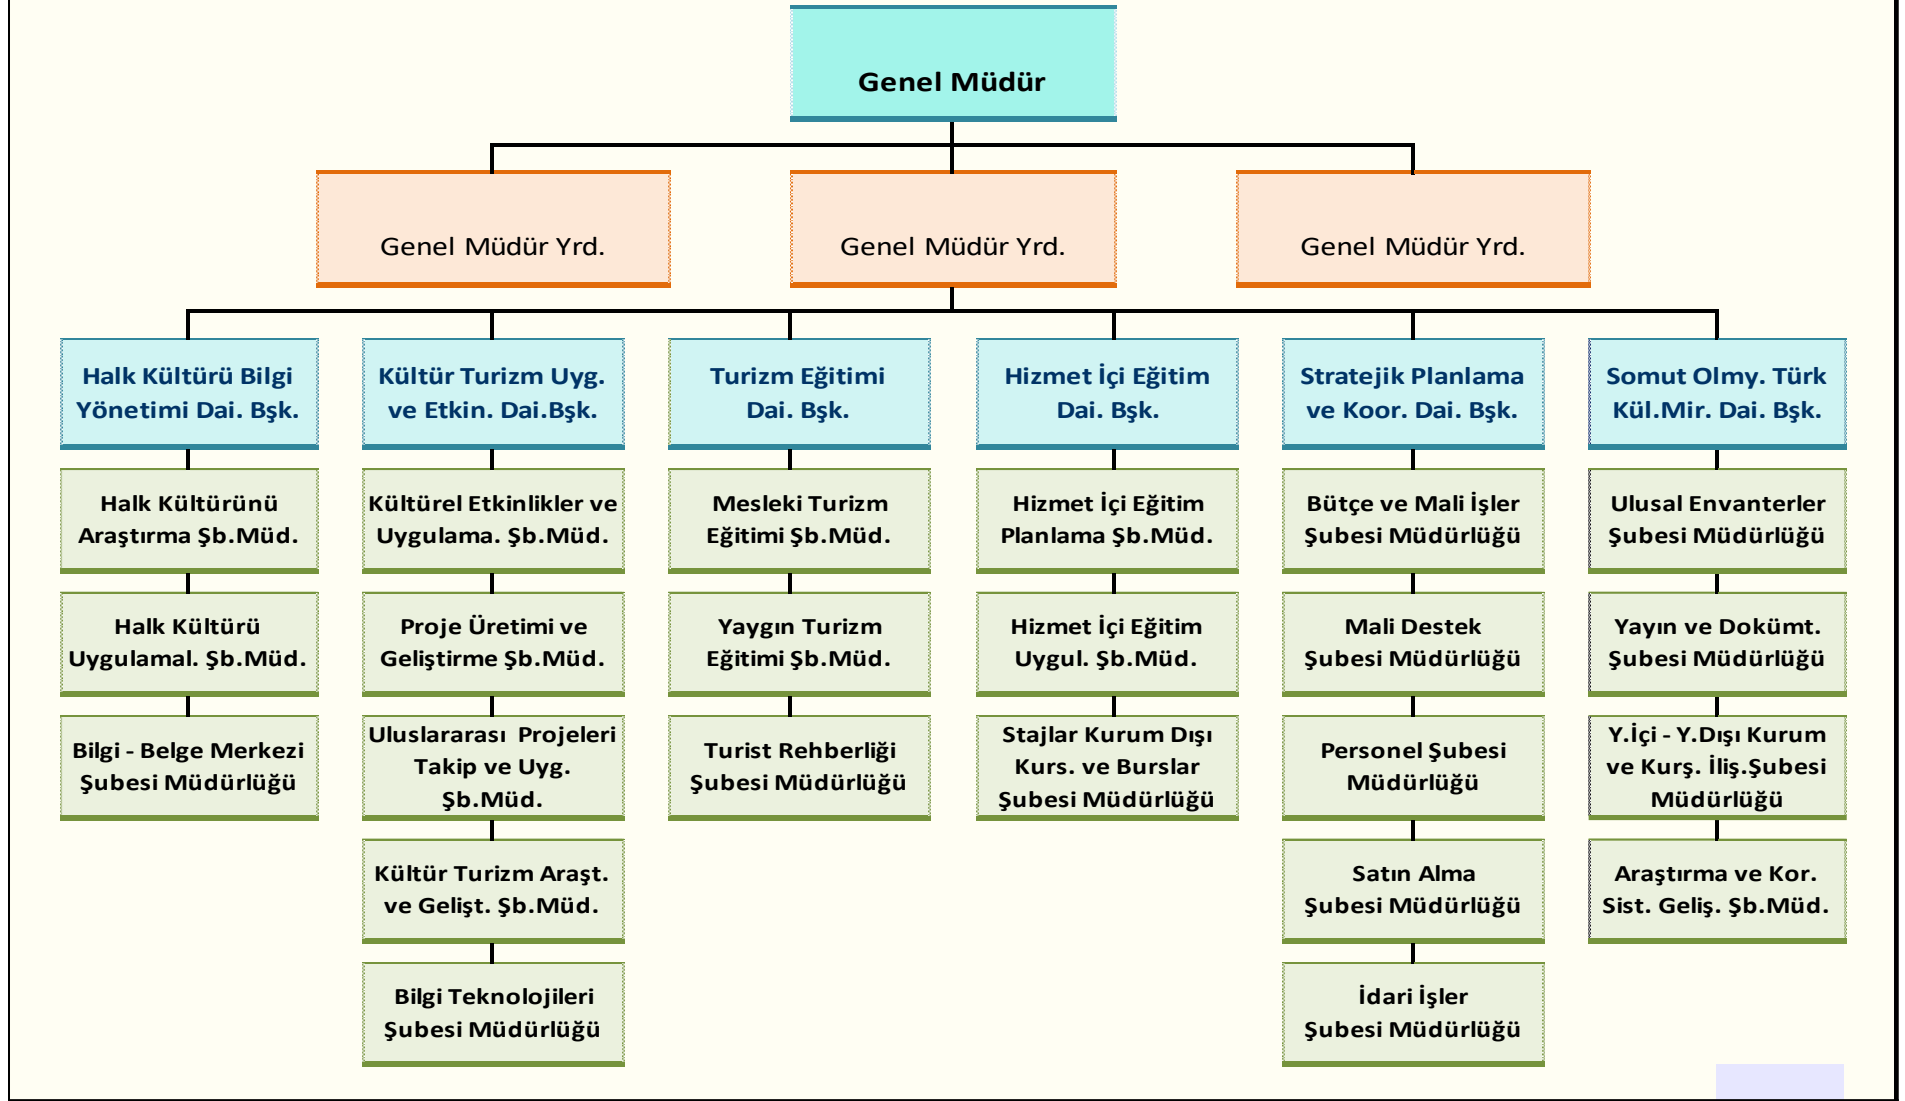 Genel Müdür
Genel Müdür Yrd.
Genel Müdür Yrd.
Genel Müdür Yrd.
Halk Kültürü Bilgi
Yönetimi Dai. Bşk.
Kültür Turizm Uyg.
ve Etkin. Dai.Bşk.
Turizm Eğitimi
Dai. Bşk.
Hizmet İçi Eğitim
Dai. Bşk.
Stratejik Planlama
ve Koor. Dai. Bşk.
Somut Olmy. Türk
Kül.Mir. Dai. Bşk.
Halk Kültürünü
Araştırma Şb.Müd.
Kültürel Etkinlikler ve
Uygulama. Şb.Müd.
Mesleki Turizm
Eğitimi Şb.Müd.
Hizmet İçi Eğitim
Planlama Şb.Müd.
Bütçe ve Mali İşler
Şubesi Müdürlüğü
Ulusal Envanterler
Şubesi Müdürlüğü
Halk Kültürü
Uygulamal. Şb.Müd.
Proje Üretimi ve
Geliştirme Şb.Müd.
Yaygın Turizm
Eğitimi Şb.Müd.
Hizmet İçi Eğitim
Uygul. Şb.Müd.
Mali Destek
Şubesi Müdürlüğü
Yayın ve Dokümt.
Şubesi Müdürlüğü
Bilgi - Belge Merkezi
Şubesi Müdürlüğü
Uluslararası Projeleri
Takip ve Uyg.
Şb.Müd.
Turist Rehberliği
Şubesi Müdürlüğü
Stajlar Kurum Dışı
Kurs. ve Burslar
Şubesi Müdürlüğü
Personel Şubesi
Müdürlüğü
Y.İçi - Y.Dışı Kurum
ve Kurş. İliş.Şubesi
Müdürlüğü
Kültür Turizm Araşt.
ve Gelişt. Şb.Müd.
Satın Alma
Şubesi Müdürlüğü
Araştırma ve Kor.
Sist. Geliş. Şb.Müd.
Bilgi Teknolojileri
Şubesi Müdürlüğü
İdari İşler
Şubesi Müdürlüğü